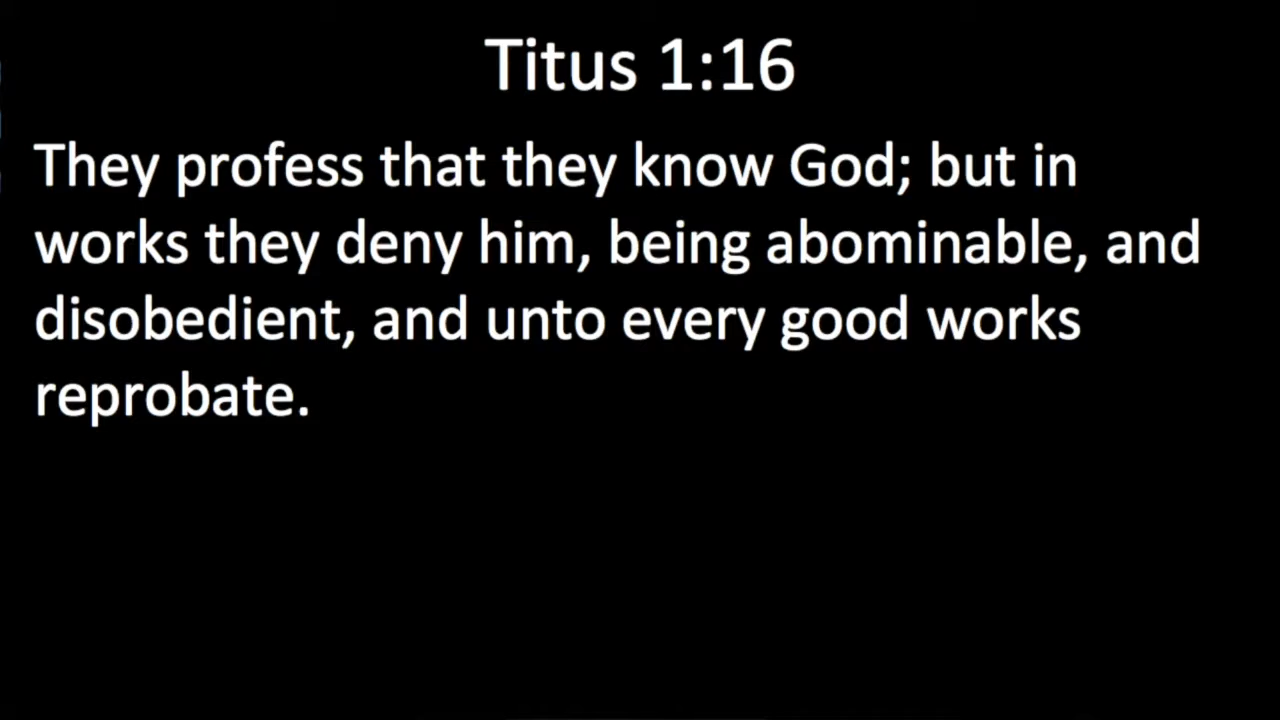 Titus 1:16
They profess that they know God; but in
works they deny him, being abominable, and
disobedient, and unto every good works
reprobate.